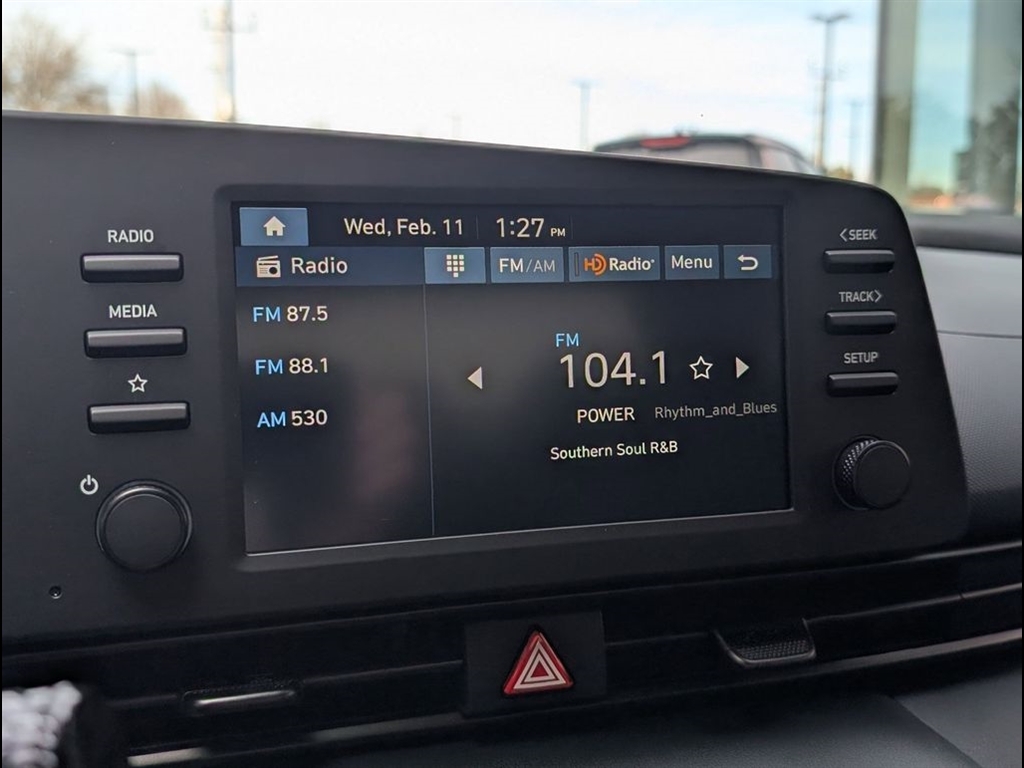 RADIO
MEDIA
Wed, Feb. 11 1:27 PM
Radio
FM/AM
HD Radio
Menu
FM 87.5
FM 88.1
AM 530
FM
104.1
POWER Rhythm_and_Blues
Southern Soul R&B
<SEEK
TRACK>
SETUP